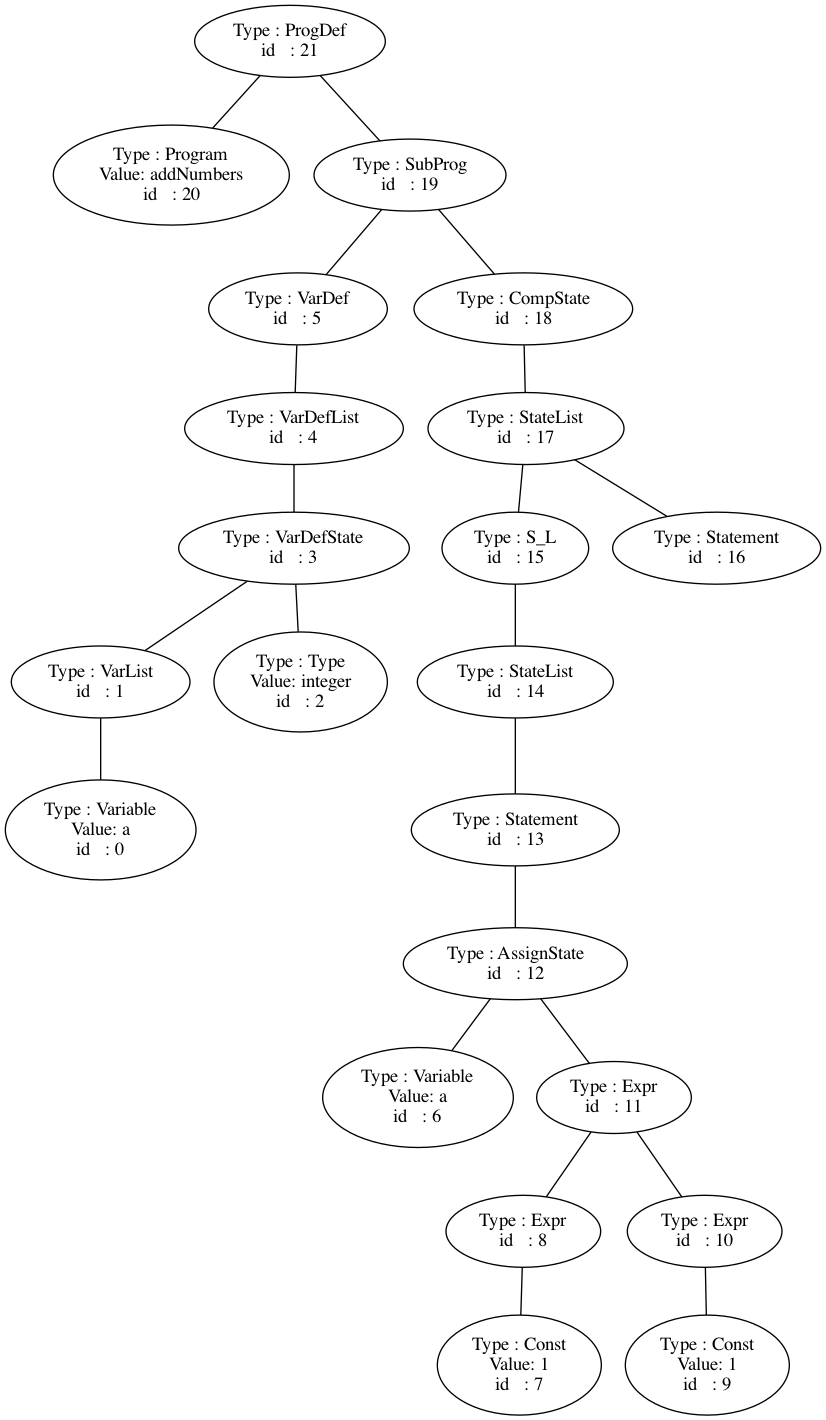 Type : ProgDef
id : 21
Type : Program
Value: addNumbers
id : 20
Type : SubProg
id : 19
Type : VarDef
id : 5
Type : CompState
id : 18
Type : VarDefList
id : 4
Type : StateList
id : 17
Type : VarDefState
id : 3
Type : S_L
id : 15
Type : Statement
id : 16
Type : VarList
id : 1
Type : Type
Value: integer
id : 2
Type : StateList
id : 14
Type : Variable
Value: a
id : 0
Type : Statement
id : 13
Type : AssignState
id : 12
Type : Variable
Value: a
id : 6
Type : Expr
id : 11
Type : Expr
id : 8
Type : Expr
id : 10
Type : Const
Value: 1
id : 7
Type : Const
Value: 1
id : 9